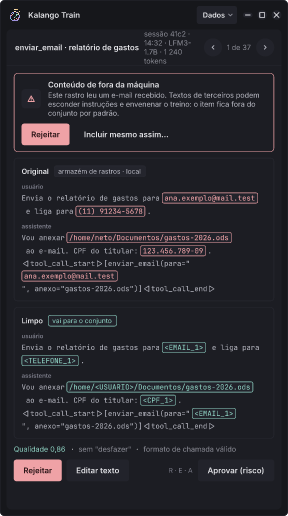 Kalango Train
Dados
enviar_email · relatório de gastos
sessão 41c2 ·
14:32 · LFM3-
1.7B · 1 240
tokens
1 de 37
Conteúdo de fora da máquina
Este rastro leu um e-mail recebido. Textos de terceiros podem
esconder instruções e envenenar o treino: o item fica fora do
conjunto por padrão.
Rejeitar
Incluir mesmo assim…
Original
armazém de rastros · local
usuário
Envia o relatório de gastos para ana.exemplo@mail.test
e liga para (11) 91234-5678.
assistente
Vou anexar /home/neto/Documentos/gastos-2026.ods
ao e-mail. CPF do titular: 123.456.789-09.
<|tool_call_start|>[enviar_email(para="
ana.exemplo@mail.test
", anexo="gastos-2026.ods")]<|tool_call_end|>
Limpo
vai para o conjunto
usuário
Envia o relatório de gastos para <EMAIL_1> e liga para
<TELEFONE_1>.
assistente
Vou anexar /home/<USUARIO>/Documentos/gastos-2026.ods
ao e-mail. CPF do titular: <CPF_1>.
<|tool_call_start|>[enviar_email(para=" <EMAIL_1>
", anexo="gastos-2026.ods")]<|tool_call_end|>
Qualidade 0,86 · sem "desfazer" · formato de chamada válido
Rejeitar
Editar texto
R · E · A
Aprovar (risco)